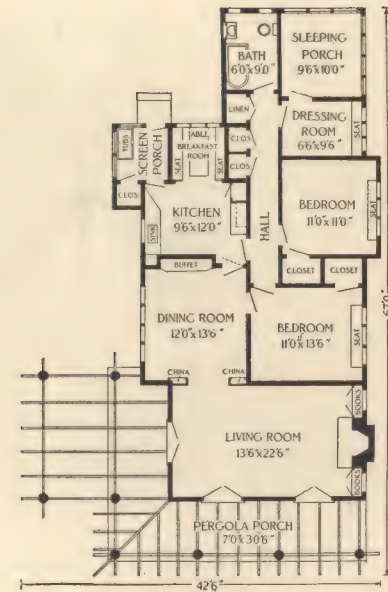 SLEEPING
PORCH
9'6"x10'0"
BATH
6'0"x9'0"
LINEN
DRESSING
ROOM
6'6"x9'6"
SEAT
TUBS
SCREEN
PORCH
CLOS
TABLE
BREAKFAST
ROOM
SEAT
SEAT
CLOS
CLOS
KITCHEN
9'6"x12'0"
SINK
HALL
BEDROOM
11'0"x11'0"
SEAT
BUFFET
CLOSET
CLOSET
DINING ROOM
12'0"x13'6"
BEDROOM
11'0"x13'6"
SEAT
CHINA
CHINA
BOOKS
LIVING ROOM
13'6"x22'6"
BOOKS
PERGOLA PORCH
7'0"x30'6"
42'6"
67'0"